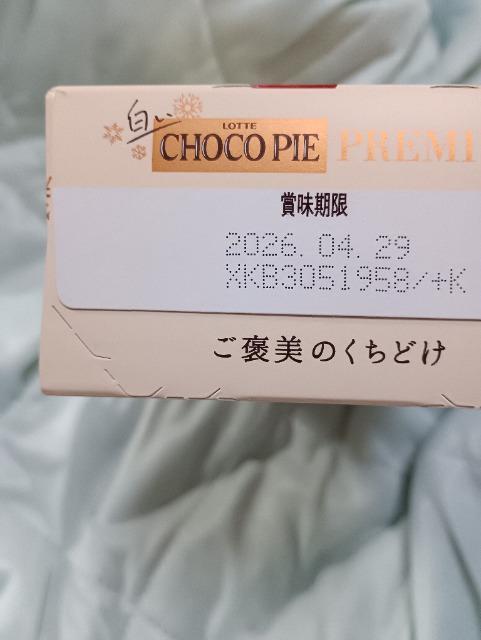 白い
LOTTE
CHOCO PIE PREMI
賞味期限
2026.04.29
XKB3051958/+K
ご褒美のくちどけ